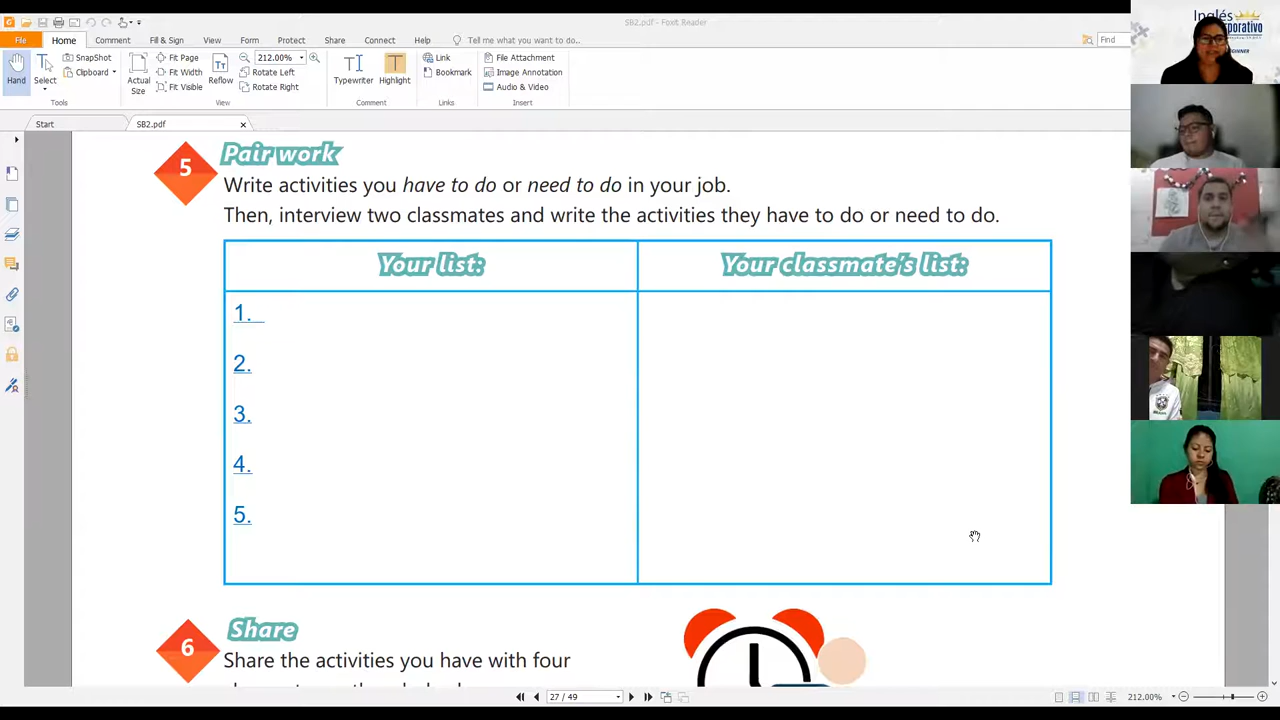 SB2.pdf - Foxit Reader
File Home Comment Fill & Sign View Form Protect Share Connect Help Tell me what you want to do.. Find
Hand
Select
SnapShot
Clipboard
Actual Size
Fit Page
Fit Width
Fit Visible
Reflow
212.00%
Rotate Left
Rotate Right
Typewriter
Highlight
Link
Bookmark
File Attachment
Image Annotation
Audio & Video
Tools View Comment Links Insert
Start SB2.pdf
5 Pair work
Write activities you have to do or need to do in your job.
Then, interview two classmates and write the activities they have to do or need to do.
Your list: Your classmate's list:
1.
2.
3.
4.
5.
6 Share
Share the activities you have with four
27 / 49 212.00%
Inglés